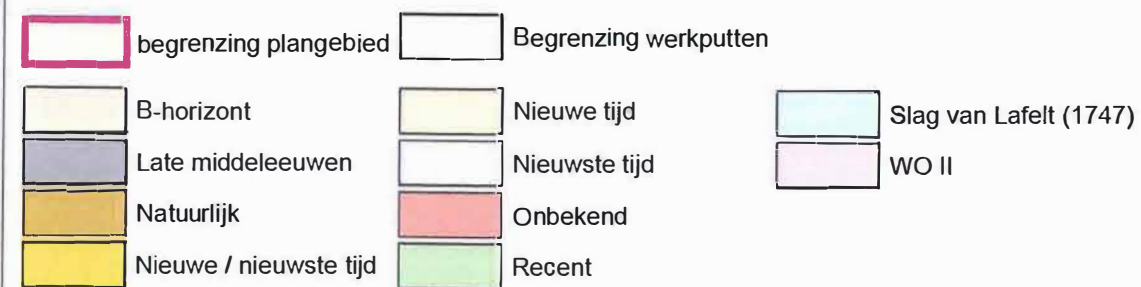 begrenzing plangebied
Begrenzing werkputten
B-horizont
Late middeleeuwen
Natuurlijk
Nieuwe / nieuwste tijd
Nieuwe tijd
Nieuwste tijd
Onbekend
Recent
Slag van Lafelt (1747)
WO II